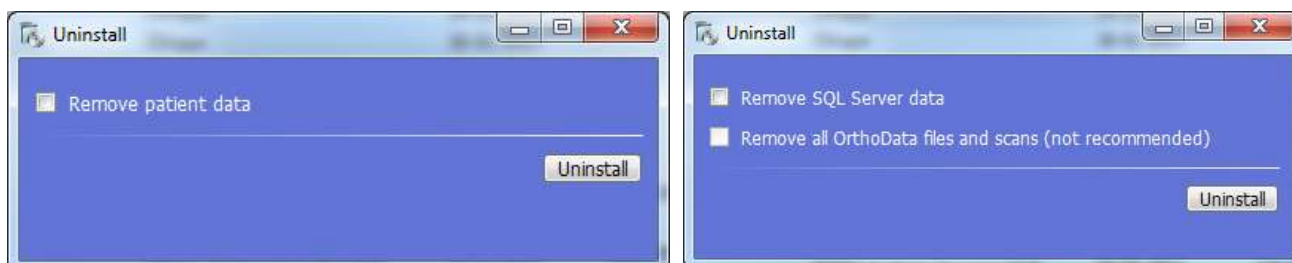 Uninstall
Remove patient data
Uninstall
Uninstall
Remove SQL Server data
Remove all OrthoData files and scans (not recommended)
Uninstall